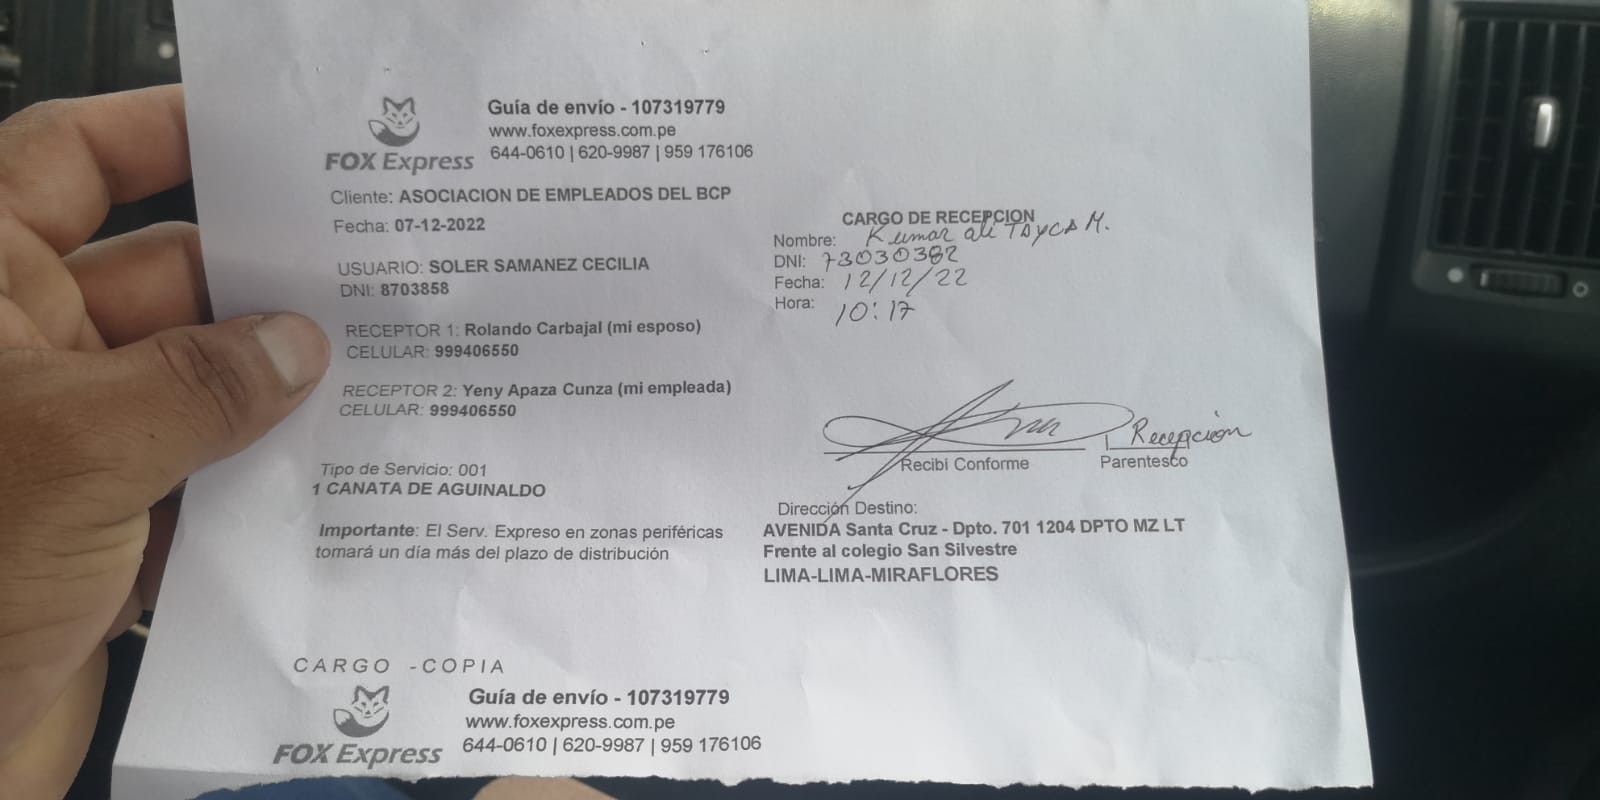 Guía de envío - 107319779
www.foxexpress.com.pe
644-0610 | 620-9987 | 959 176106
FOX Express
Cliente: ASOCIACION DE EMPLEADOS DEL BCP
Fecha: 07-12-2022
USUARIO: SOLER SAMANEZ CECILIA
DNI: 8703858
RECEPTOR 1: Rolando Carbajal (mi esposo)
CELULAR: 999406550
RECEPTOR 2: Yeny Apaza Cunza (mi empleada)
CELULAR: 999406550
Tipo de Servicio: 001
1 CANATA DE AGUINALDO
Importante: El Serv. Expreso en zonas periféricas
tomará un día más del plazo de distribución
CARGO DE RECEPCION
Nombre: Kumar ali TAYCA M.
DNI: 73030382
Fecha: 12/12/22
Hora: 10:17
Recepción
Recibí Conforme Parentesco
Dirección Destino:
AVENIDA Santa Cruz - Dpto. 701 1204 DPTO MZ LT
Frente al colegio San Silvestre
LIMA-LIMA-MIRAFLORES
CARGO -COPIA
Guía de envío - 107319779
www.foxexpress.com.pe
644-0610 | 620-9987 | 959 176106
FOX Express